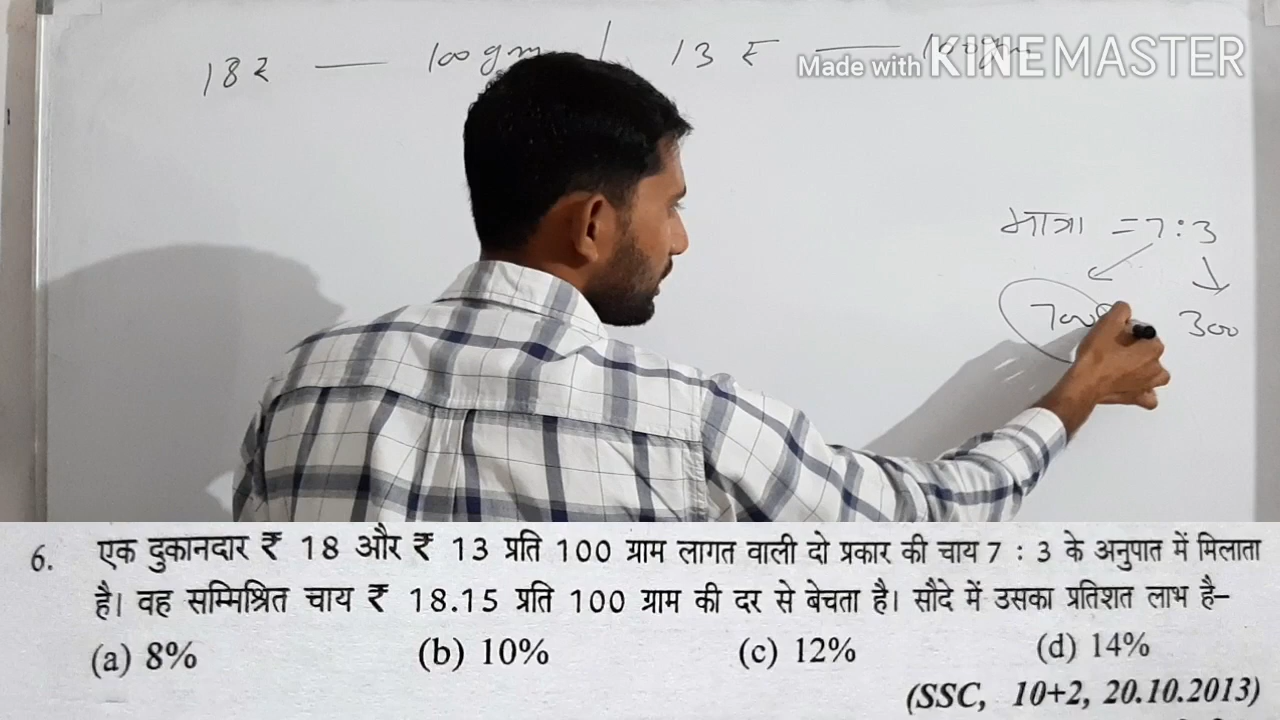 18₹ — 100gm | 13₹ — 100gm
Made with KINEMASTER
मात्रा = 7:3
700 300
6. एक दुकानदार ₹ 18 और ₹ 13 प्रति 100 ग्राम लागत वाली दो प्रकार की चाय 7 : 3 के अनुपात में मिलाता
है। वह सम्मिश्रित चाय ₹ 18.15 प्रति 100 ग्राम की दर से बेचता है। सौदे में उसका प्रतिशत लाभ है–
(a) 8% (b) 10% (c) 12% (d) 14%
(SSC, 10+2, 20.10.2013)